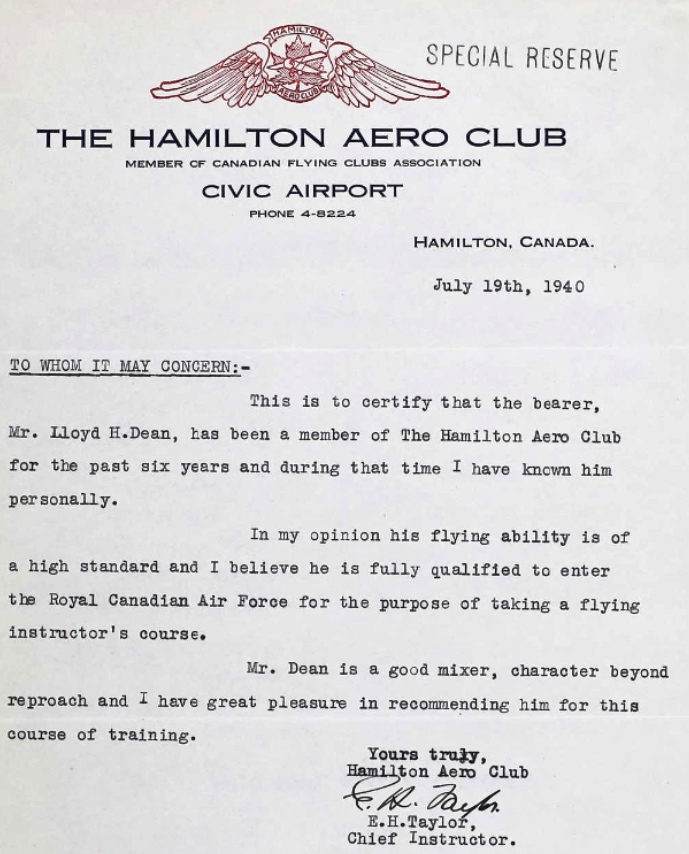 HAMILTON
AERO CLUB
SPECIAL RESERVE
THE HAMILTON AERO CLUB
MEMBER OF CANADIAN FLYING CLUBS ASSOCIATION
CIVIC AIRPORT
PHONE 4-8224
HAMILTON, CANADA.
July 19th, 1940
TO WHOM IT MAY CONCERN:-
This is to certify that the bearer,
Mr. Lloyd H.Dean, has been a member of The Hamilton Aero Club
for the past six years and during that time I have known him
personally.
In my opinion his flying ability is of
a high standard and I believe he is fully qualified to enter
the Royal Canadian Air Force for the purpose of taking a flying
instructor's course.
Mr. Dean is a good mixer, character beyond
reproach and I have great pleasure in recommending him for this
course of training.
Yours truly,
Hamilton Aero Club
E. H. Taylor
E.H.Taylor,
Chief Instructor.